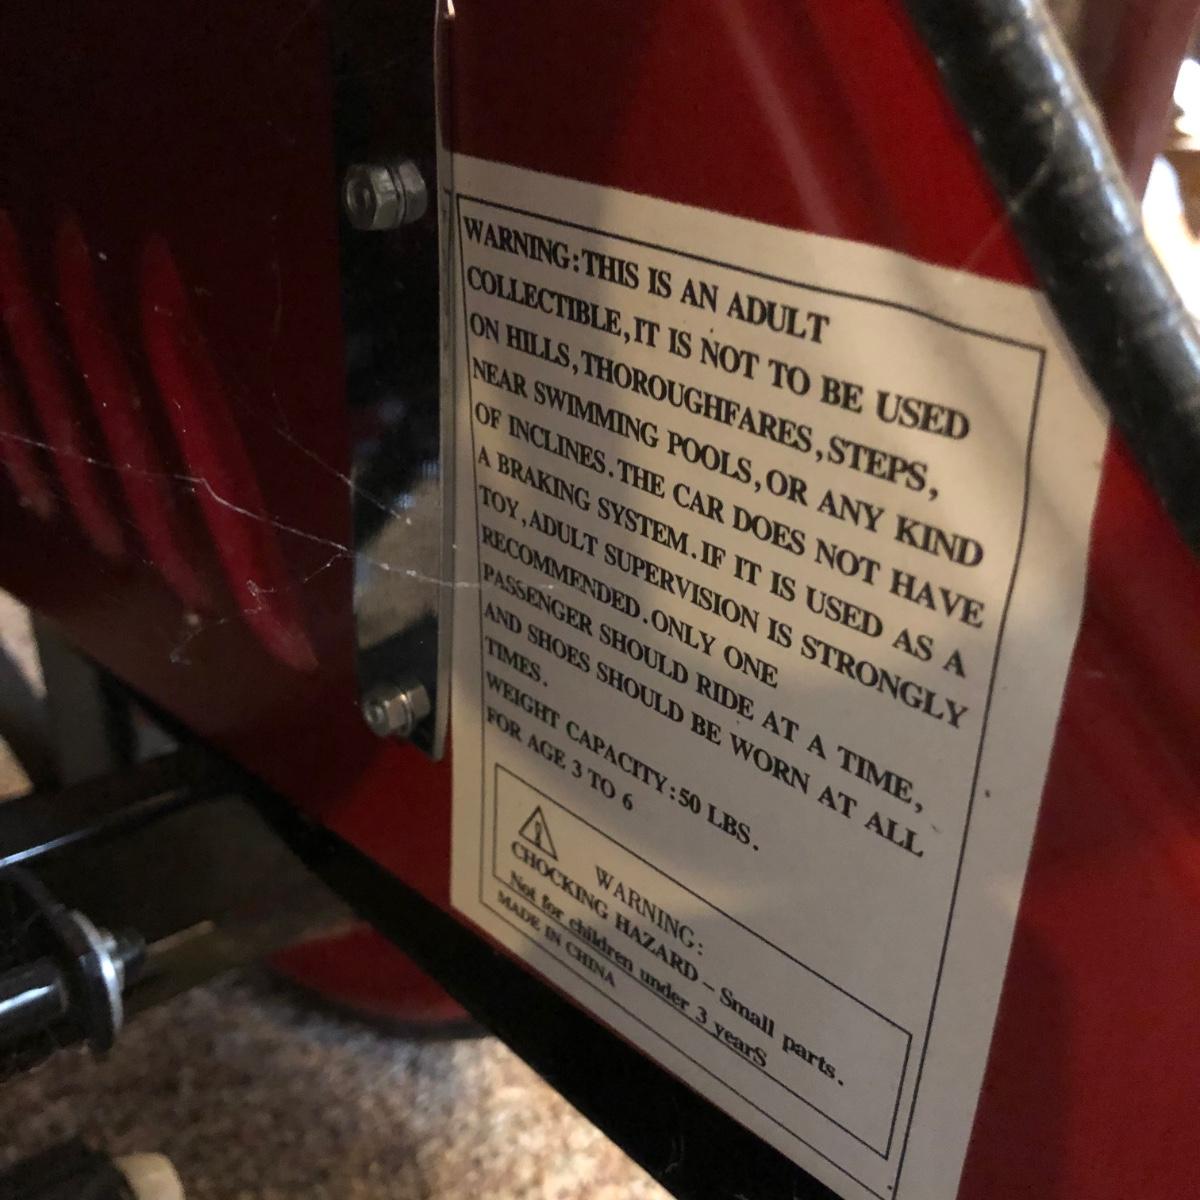 WARNING:THIS IS AN ADULT
COLLECTIBLE,IT IS NOT TO BE USED
ON HILLS,THOROUGHFARES,STEPS,
NEAR SWIMMING POOLS,OR ANY KIND
OF INCLINES.THE CAR DOES NOT HAVE
A BRAKING SYSTEM.IF IT IS USED AS A
TOY,ADULT SUPERVISION IS STRONGLY
RECOMMENDED.ONLY ONE
PASSENGER SHOULD RIDE AT A TIME,
AND SHOES SHOULD BE WORN AT ALL
TIMES.
WEIGHT CAPACITY:50 LBS.
FOR AGE 3 TO 6
WARNING:
CHOCKING HAZARD – Small parts.
Not for children under 3 yearS
MADE IN CHINA